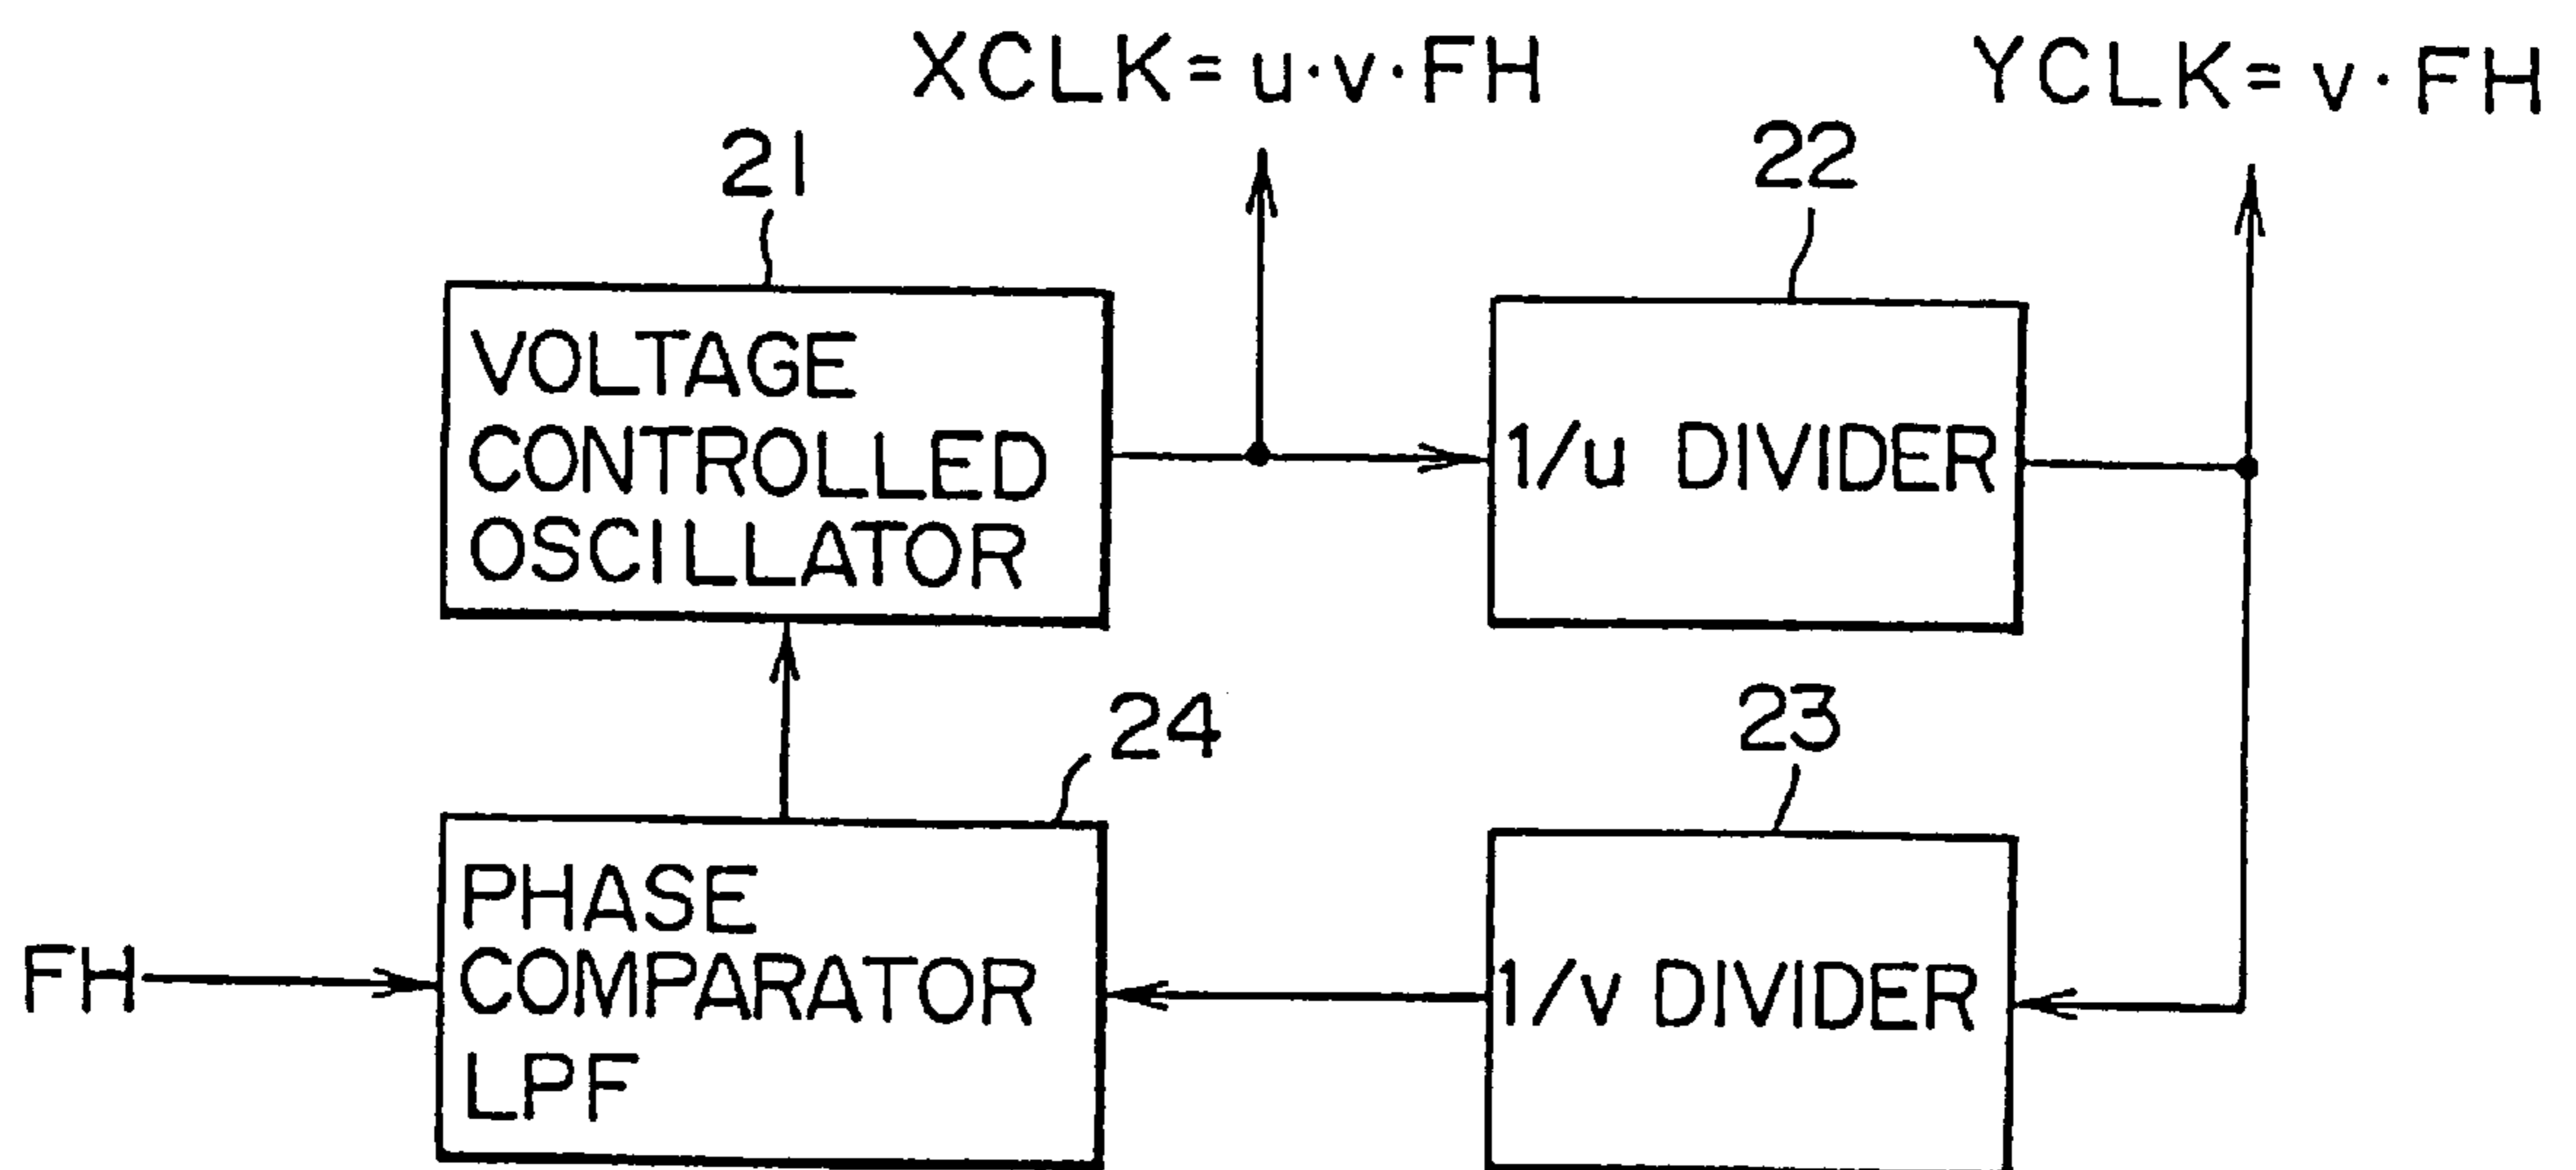 XCLK= u·v·FH
YCLK= v·FH
21
22
VOLTAGE
CONTROLLED
OSCILLATOR
1/u DIVIDER
24
23
PHASE
COMPARATOR
LPF
FH
1/v DIVIDER